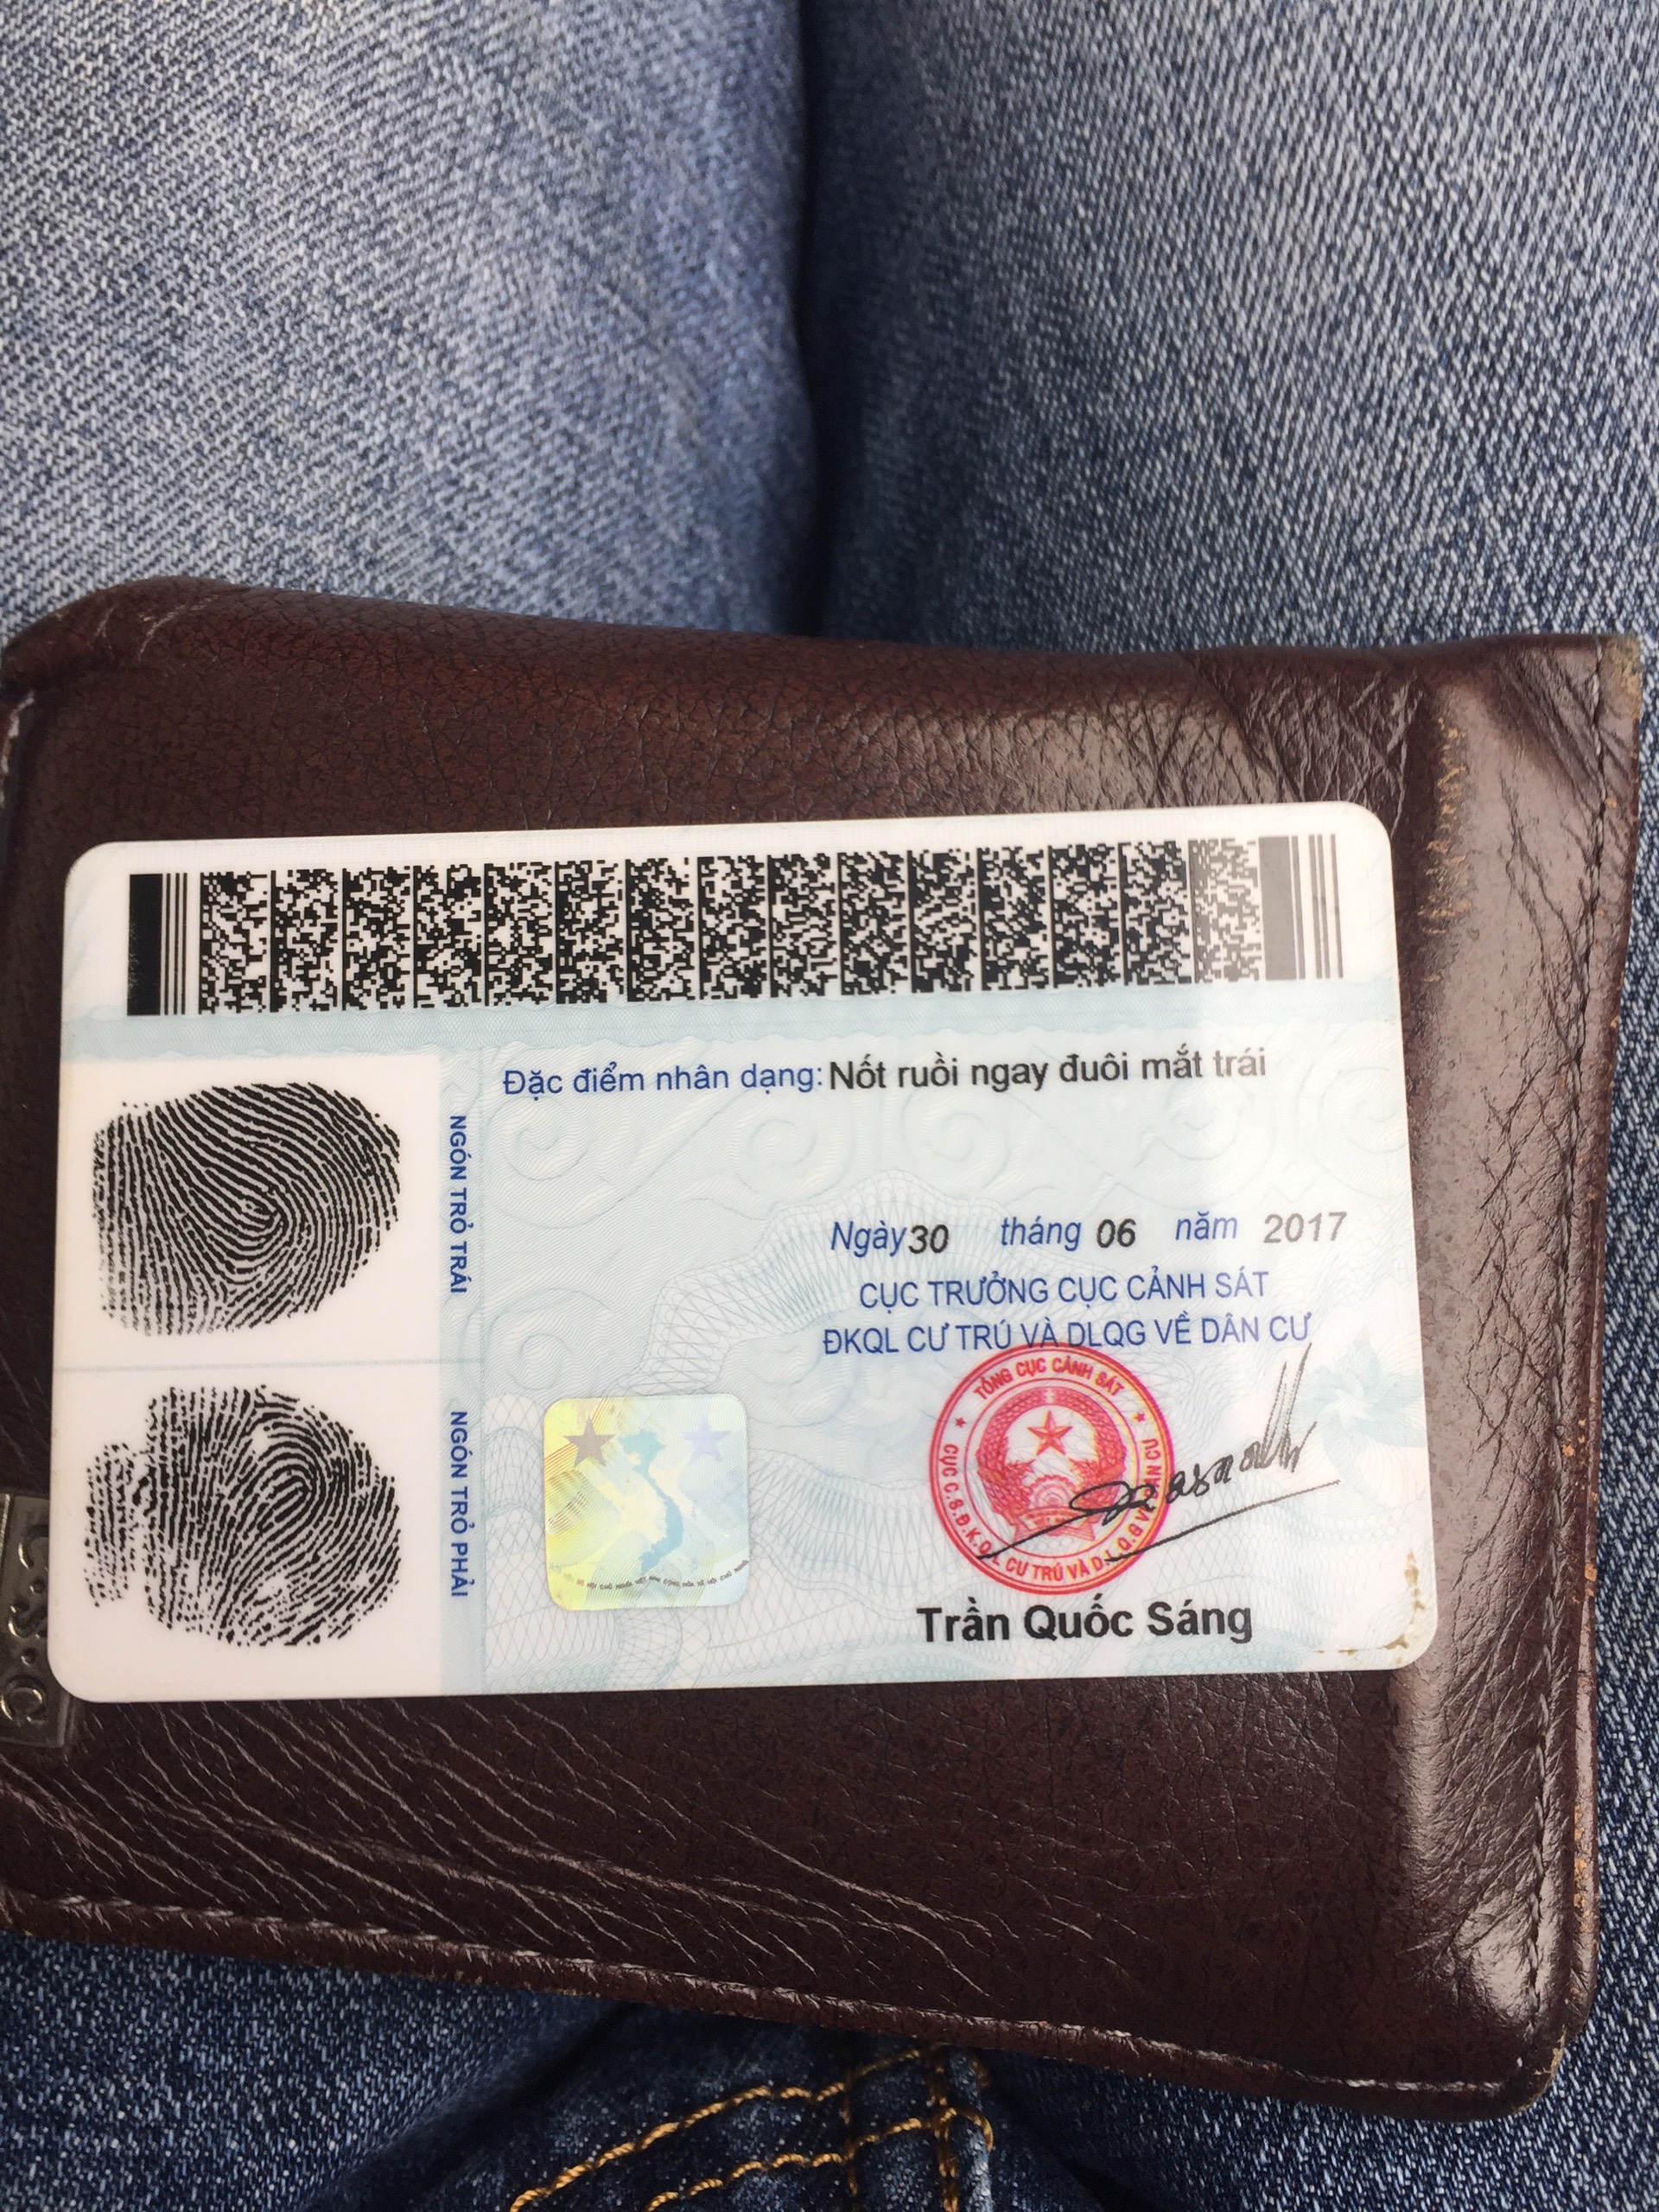 Đặc điểm nhân dạng: Nốt ruồi ngay đuôi mắt trái
NGÓN TRỎ TRÁI
Ngày 30 tháng 06 năm 2017
CỤC TRƯỞNG CỤC CẢNH SÁT
ĐKQL CƯ TRÚ VÀ DLQG VỀ DÂN CƯ
NGÓN TRỎ PHẢI
TỔNG CỤC CẢNH SÁT
CỤC C.S.Đ.K.Q.L CƯ TRÚ VÀ D.L.Q.G VỀ DÂN CƯ
Trần Quốc Sáng